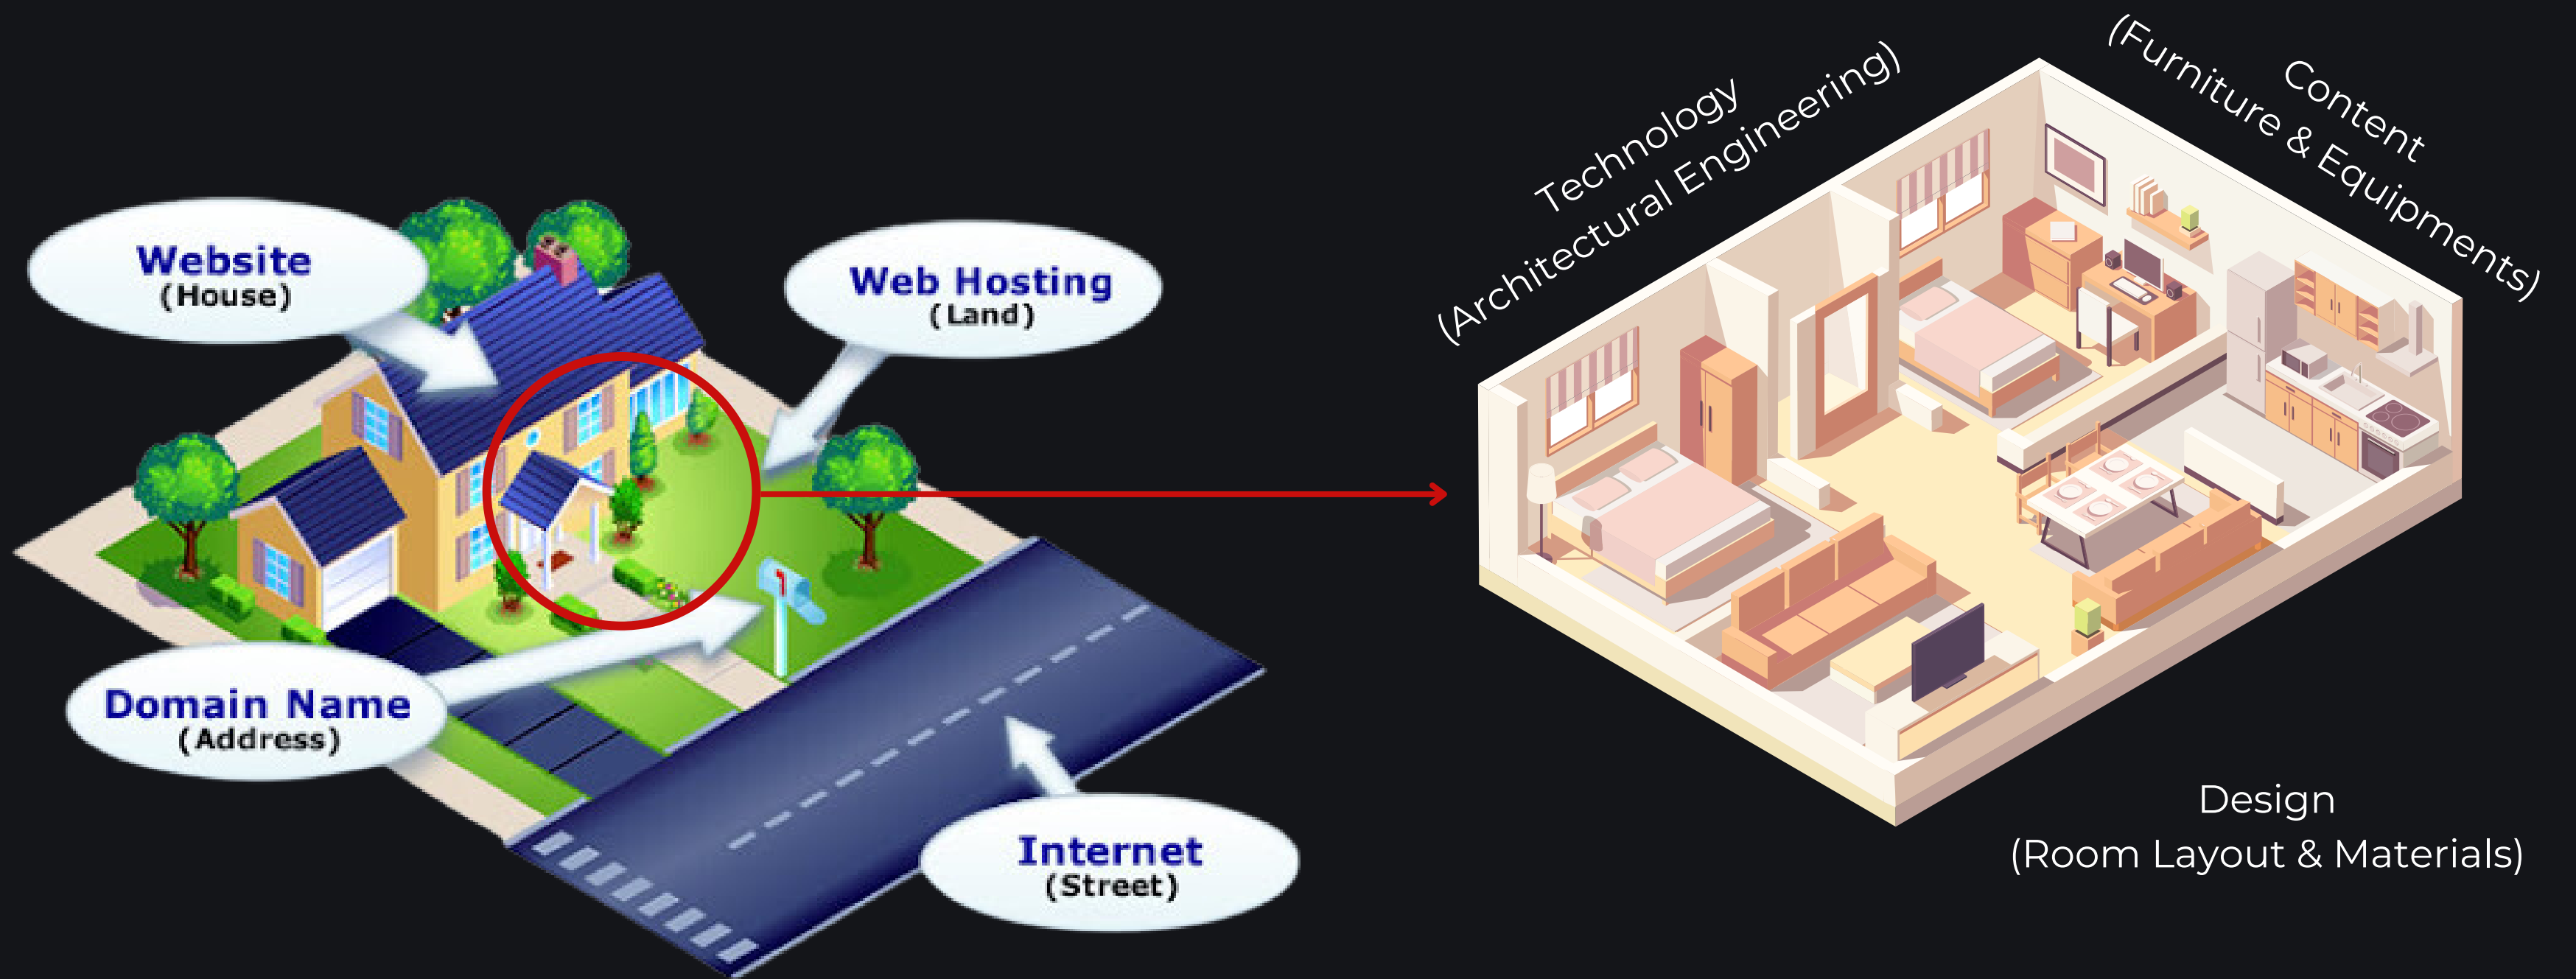 Website
(House)
Web Hosting
(Land)
Domain Name
(Address)
Internet
(Street)
Technology
(Architectural Engineering)
Content
(Furniture & Equipments)
Design
(Room Layout & Materials)